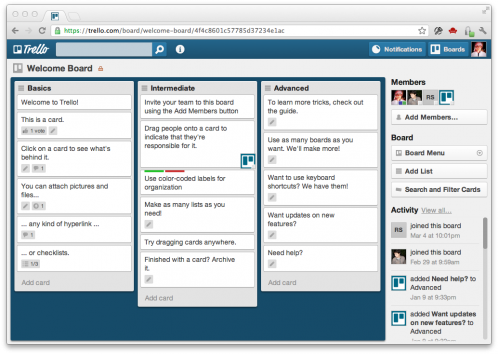 Trello
https://trello.com/board/welcome-board/4f4c8601c57785d37234e1ac
Trello
Notifications
Boards
Welcome Board
Basics
Welcome to Trello!
This is a card.
1 vote
Click on a card to see what's
behind it.
1
You can attach pictures and
files...
1
... any kind of hyperlink ...
1
... or checklists.
1/3
Add card
Intermediate
Invite your team to this board
using the Add Members button
Drag people onto a card to
indicate that they're
responsible for it.
Use color-coded labels for
organization
Make as many lists as you
need!
Try dragging cards anywhere.
Finished with a card? Archive
it.
Add card
Advanced
To learn more tricks, check out
the guide.
Use as many boards as you
want. We'll make more!
Want to use keyboard
shortcuts? We have them!
Want updates on new
features?
Need help?
Add card
Members
RS
Add Members...
Board
Board Menu
Add List
Search and Filter Cards
Activity View all...
RS
joined this board
Mar 4 at 10:01pm
joined this board
Feb 29 at 9:59am
added Need help? to
Advanced
Jan 9 at 9:33pm
added Want updates
on new features? to
Advanced